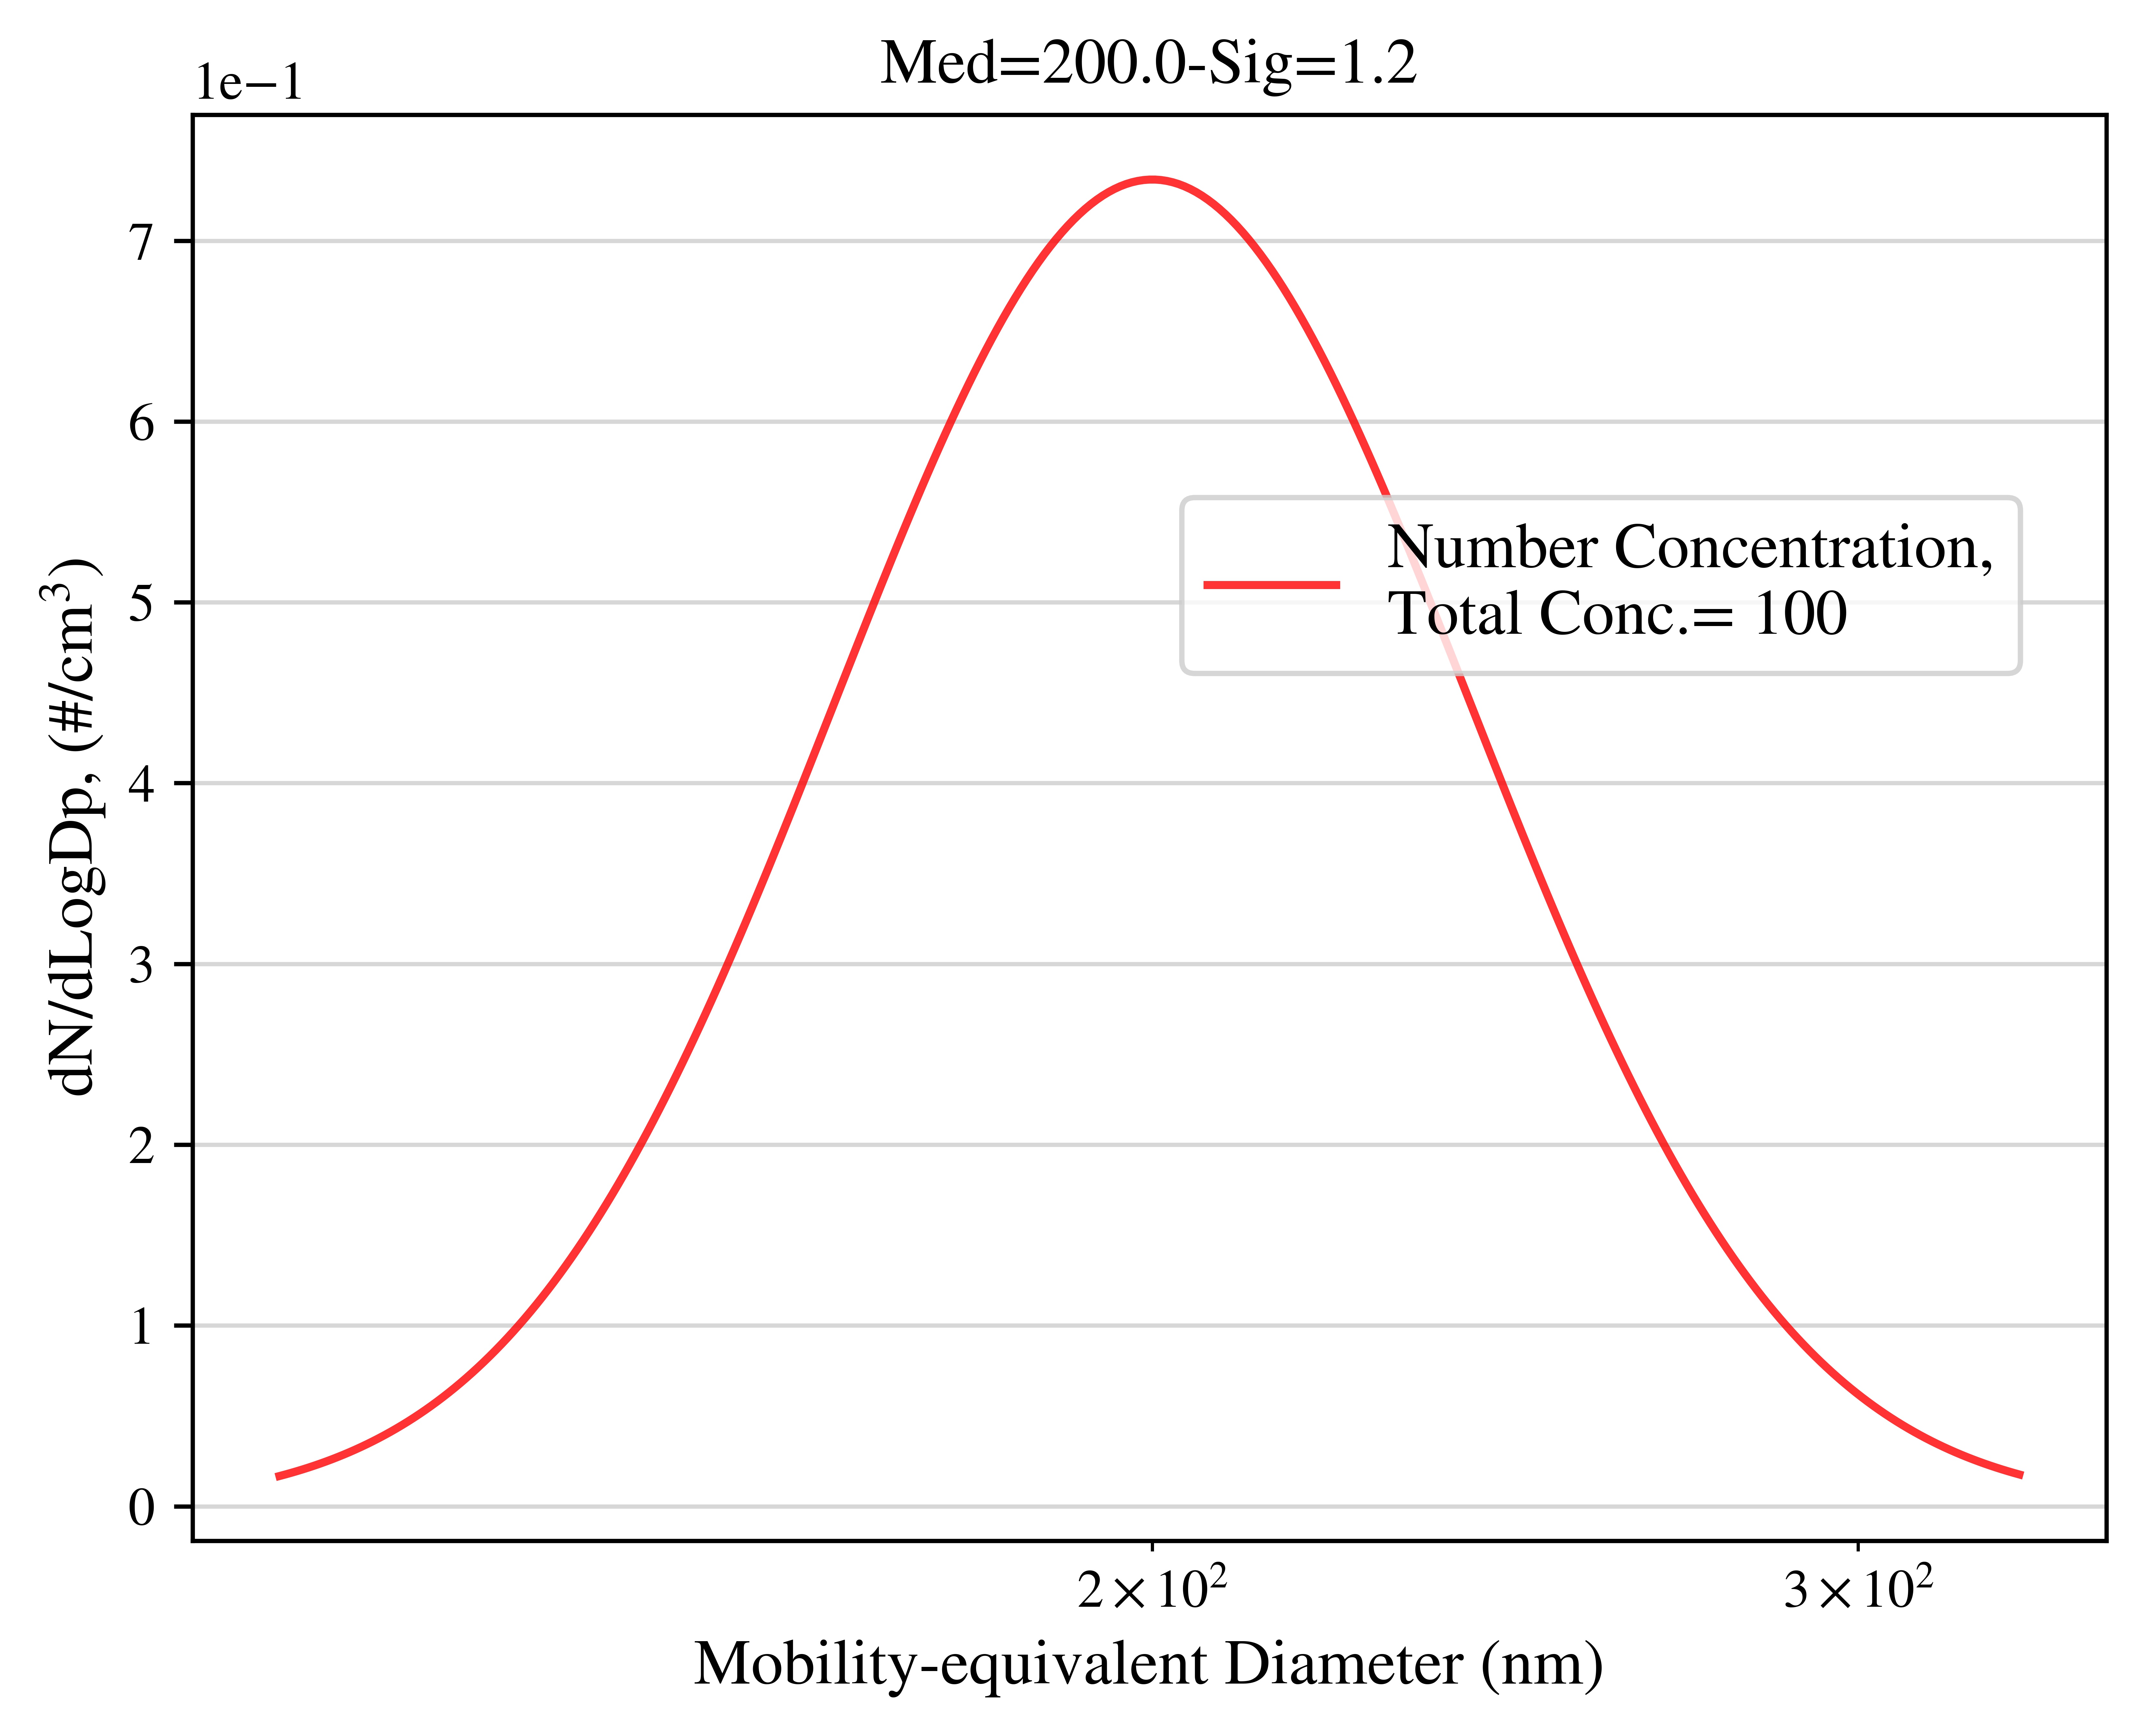 Med=200.0-Sig=1.2
1e−1
7
6
5
4
3
2
1
0
dN/dLogDp, (#/cm³)
Number Concentration,
Total Conc.= 100
2×10² 3×10²
Mobility-equivalent Diameter (nm)